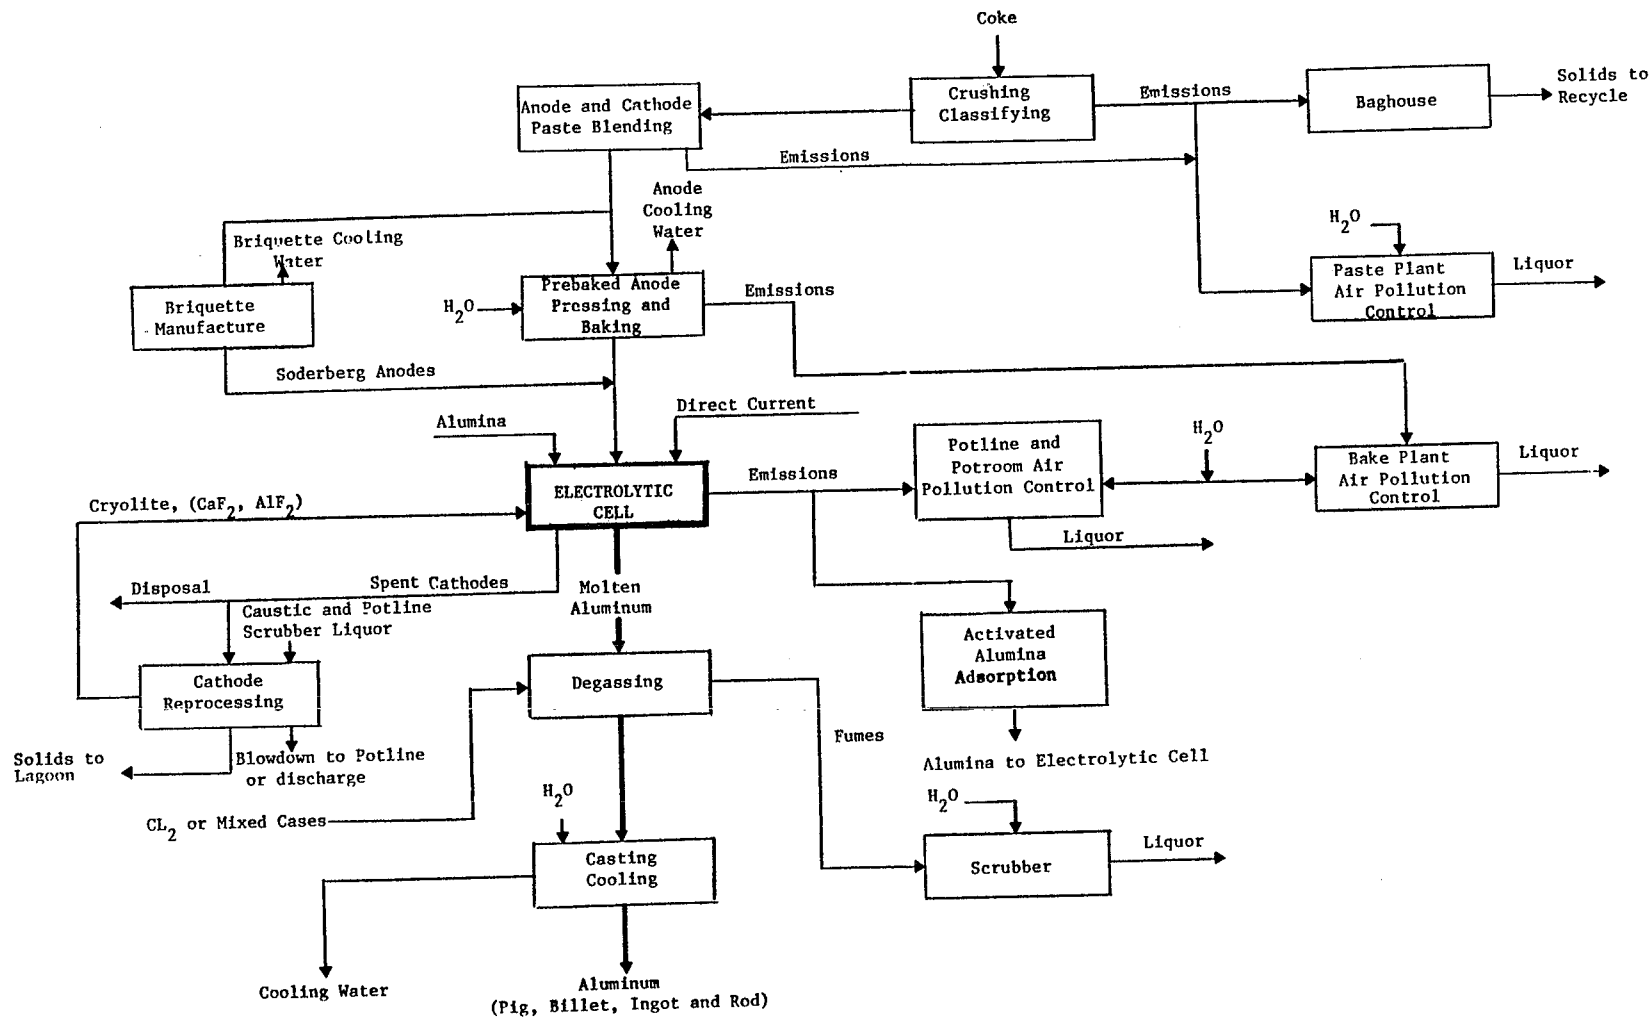 Coke
Crushing
Classifying
Emissions
Baghouse
Solids to
Recycle
Anode and Cathode
Paste Blending
Emissions
Anode
Cooling
Water
H2O
Paste Plant
Air Pollution
Control
Liquor
Briquette Cooling
Water
Briquette
Manufacture
H2O
Prebaked Anode
Pressing and
Baking
Emissions
Soderberg Anodes
Alumina
Direct Current
ELECTROLYTIC
CELL
Emissions
Potline and
Potroom Air
Pollution Control
H2O
Bake Plant
Air Pollution
Control
Liquor
Liquor
Cryolite, (CaF2, AlF2)
Disposal
Spent Cathodes
Caustic and Potline
Scrubber Liquor
Molten
Aluminum
Activated
Alumina
Adsorption
Cathode
Reprocessing
Degassing
Fumes
Alumina to Electrolytic Cell
Solids to
Lagoon
Blowdown to Potline
or discharge
CL2 or Mixed Cases
H2O
Casting
Cooling
H2O
Scrubber
Liquor
Cooling Water
Aluminum
(Pig, Billet, Ingot and Rod)